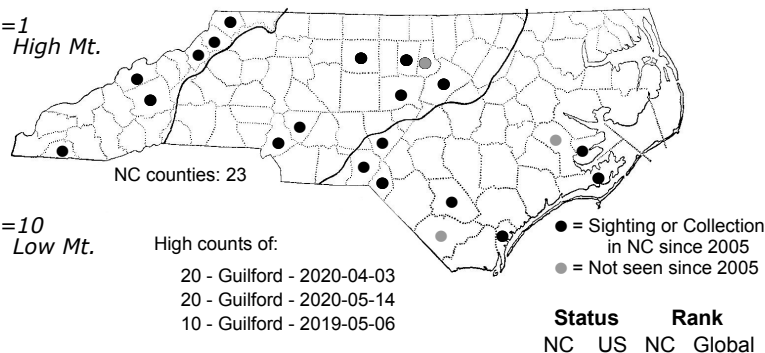 =1
High Mt.
NC counties: 23
=10
Low Mt.
High counts of:
20 - Guilford - 2020-04-03
20 - Guilford - 2020-05-14
10 - Guilford - 2019-05-06
= Sighting or Collection
in NC since 2005
= Not seen since 2005
Status Rank
NC US NC Global